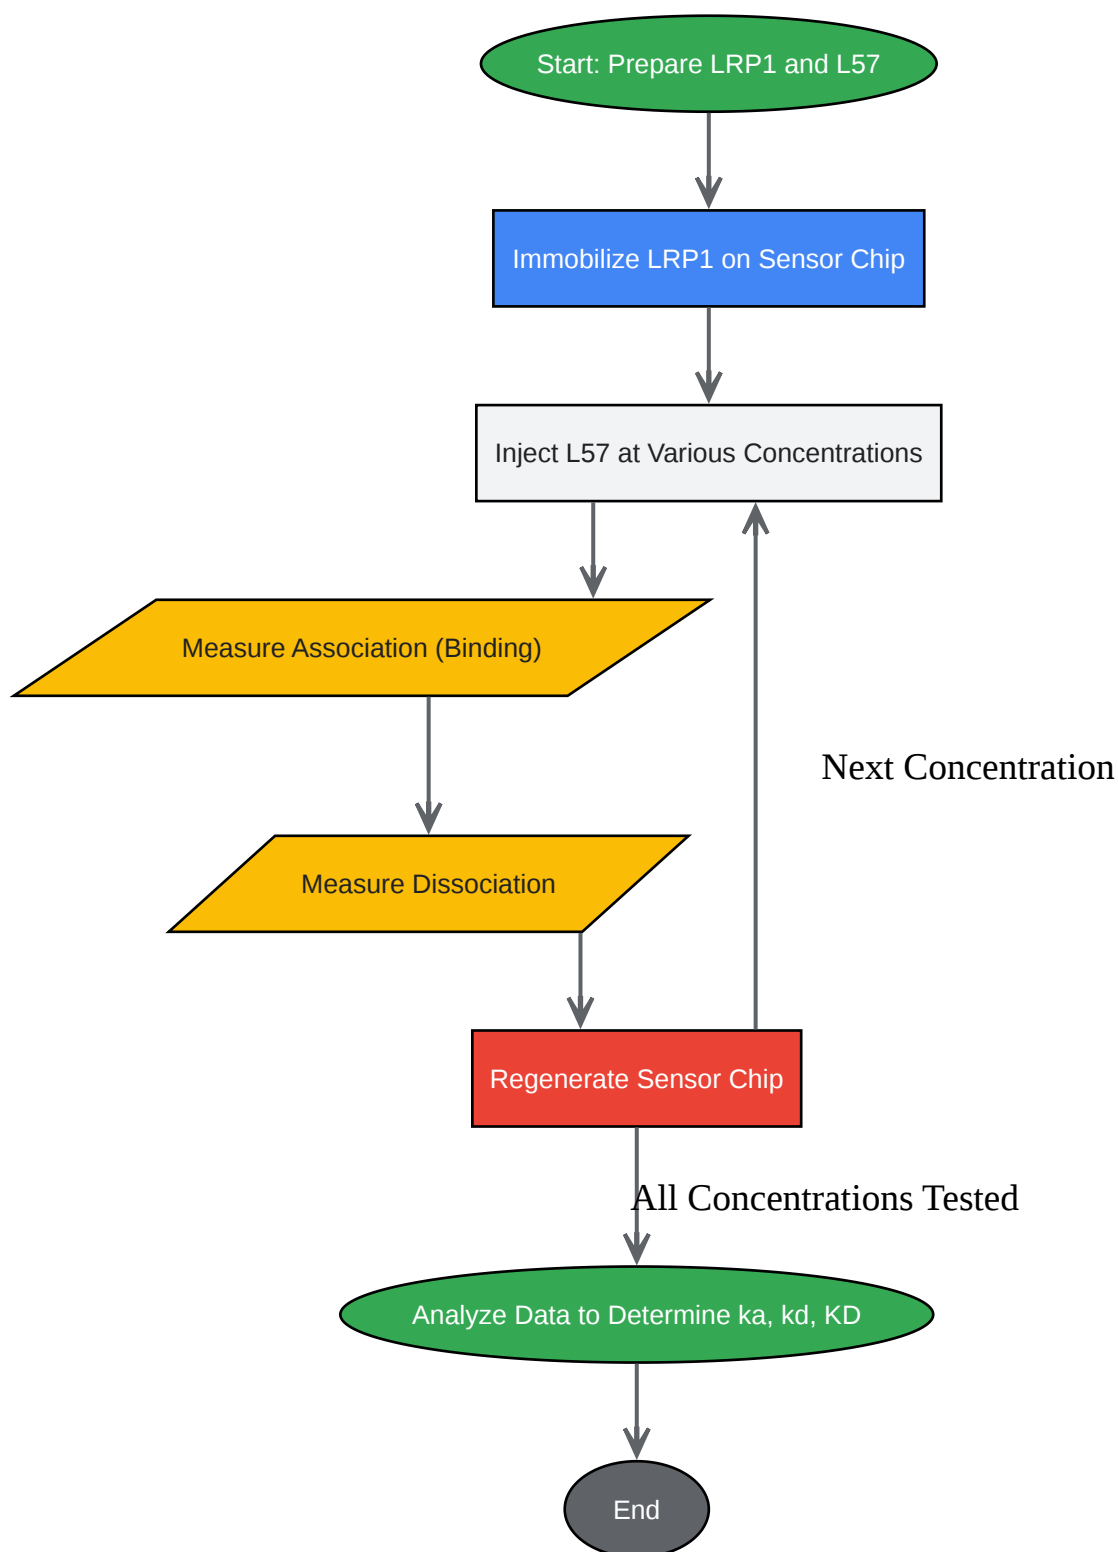 Start: Prepare LRP1 and L57
Immobilize LRP1 on Sensor Chip
Inject L57 at Various Concentrations
Measure Association (Binding)
Next Concentration
Measure Dissociation
Regenerate Sensor Chip
All Concentrations Tested
Analyze Data to Determine ka, kd, KD
End